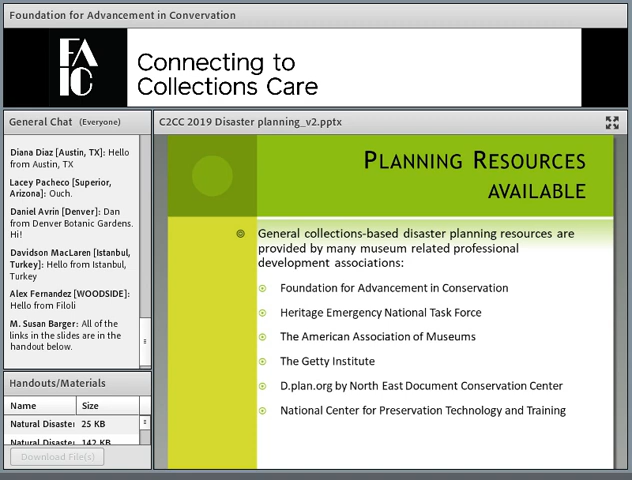 Foundation for Advancement in Convervation
FA
IC
Connecting to
Collections Care
General Chat (Everyone)
Diana Diaz [Austin, TX]: Hello
from Austin, TX
Lacey Pacheco [Superior,
Arizona]: Ouch.
Daniel Avrin [Denver]: Dan
from Denver Botanic Gardens.
Hi!
Davidson MacLaren [Istanbul,
Turkey]: Hello from Istanbul,
Turkey
Alex Fernandez [WOODSIDE]:
Hello from Filoli
M. Susan Barger: All of the
links in the slides are in the
handout below.
Handouts/Materials
Name Size
Natural Disaster 25 KB
Natural Disaster 142 KB
Download File(s)
C2CC 2019 Disaster planning_v2.pptx
PLANNING RESOURCES
AVAILABLE
General collections-based disaster planning resources are
provided by many museum related professional
development associations:
Foundation for Advancement in Conservation
Heritage Emergency National Task Force
The American Association of Museums
The Getty Institute
D.plan.org by North East Document Conservation Center
National Center for Preservation Technology and Training